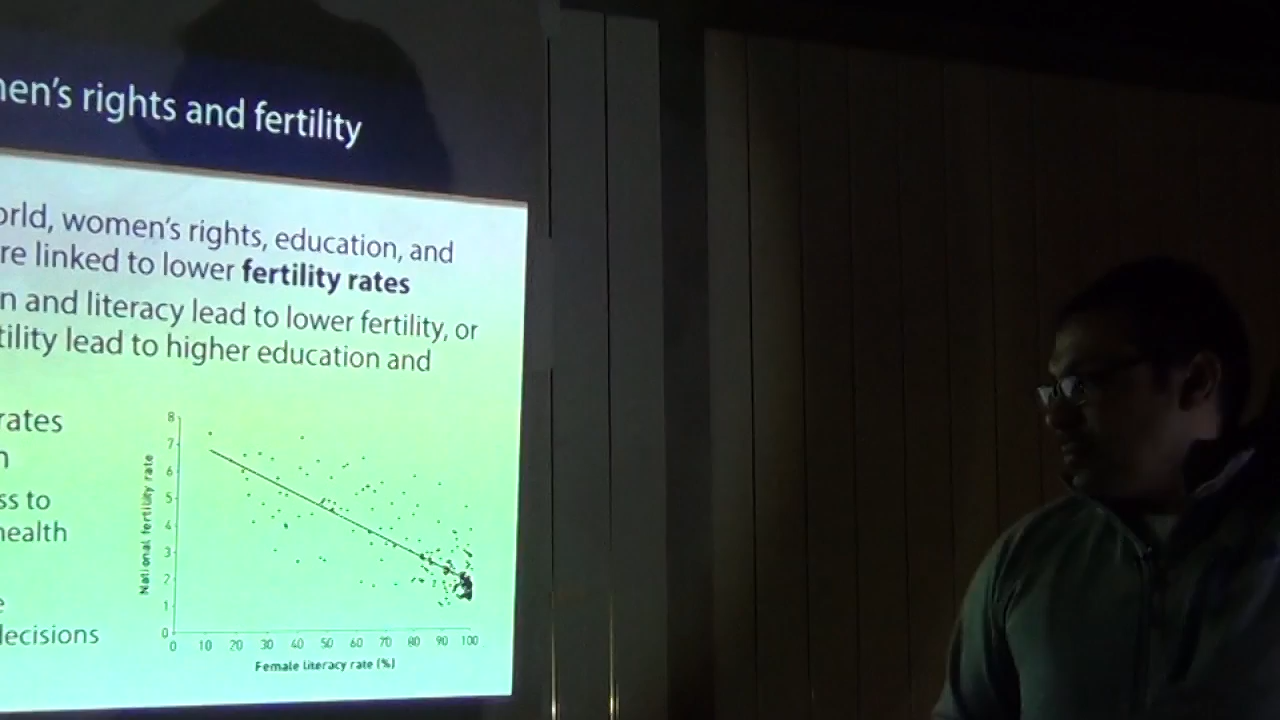 men's rights and fertility
orld, women's rights, education, and
re linked to lower fertility rates
n and literacy lead to lower fertility, or
tility lead to higher education and
rates
n
ss to
health
e
decisions
8
7
6
5
4
3
2
1
0
National fertility rate
0 10 20 30 40 50 60 70 80 90 100
Female literacy rate (%)